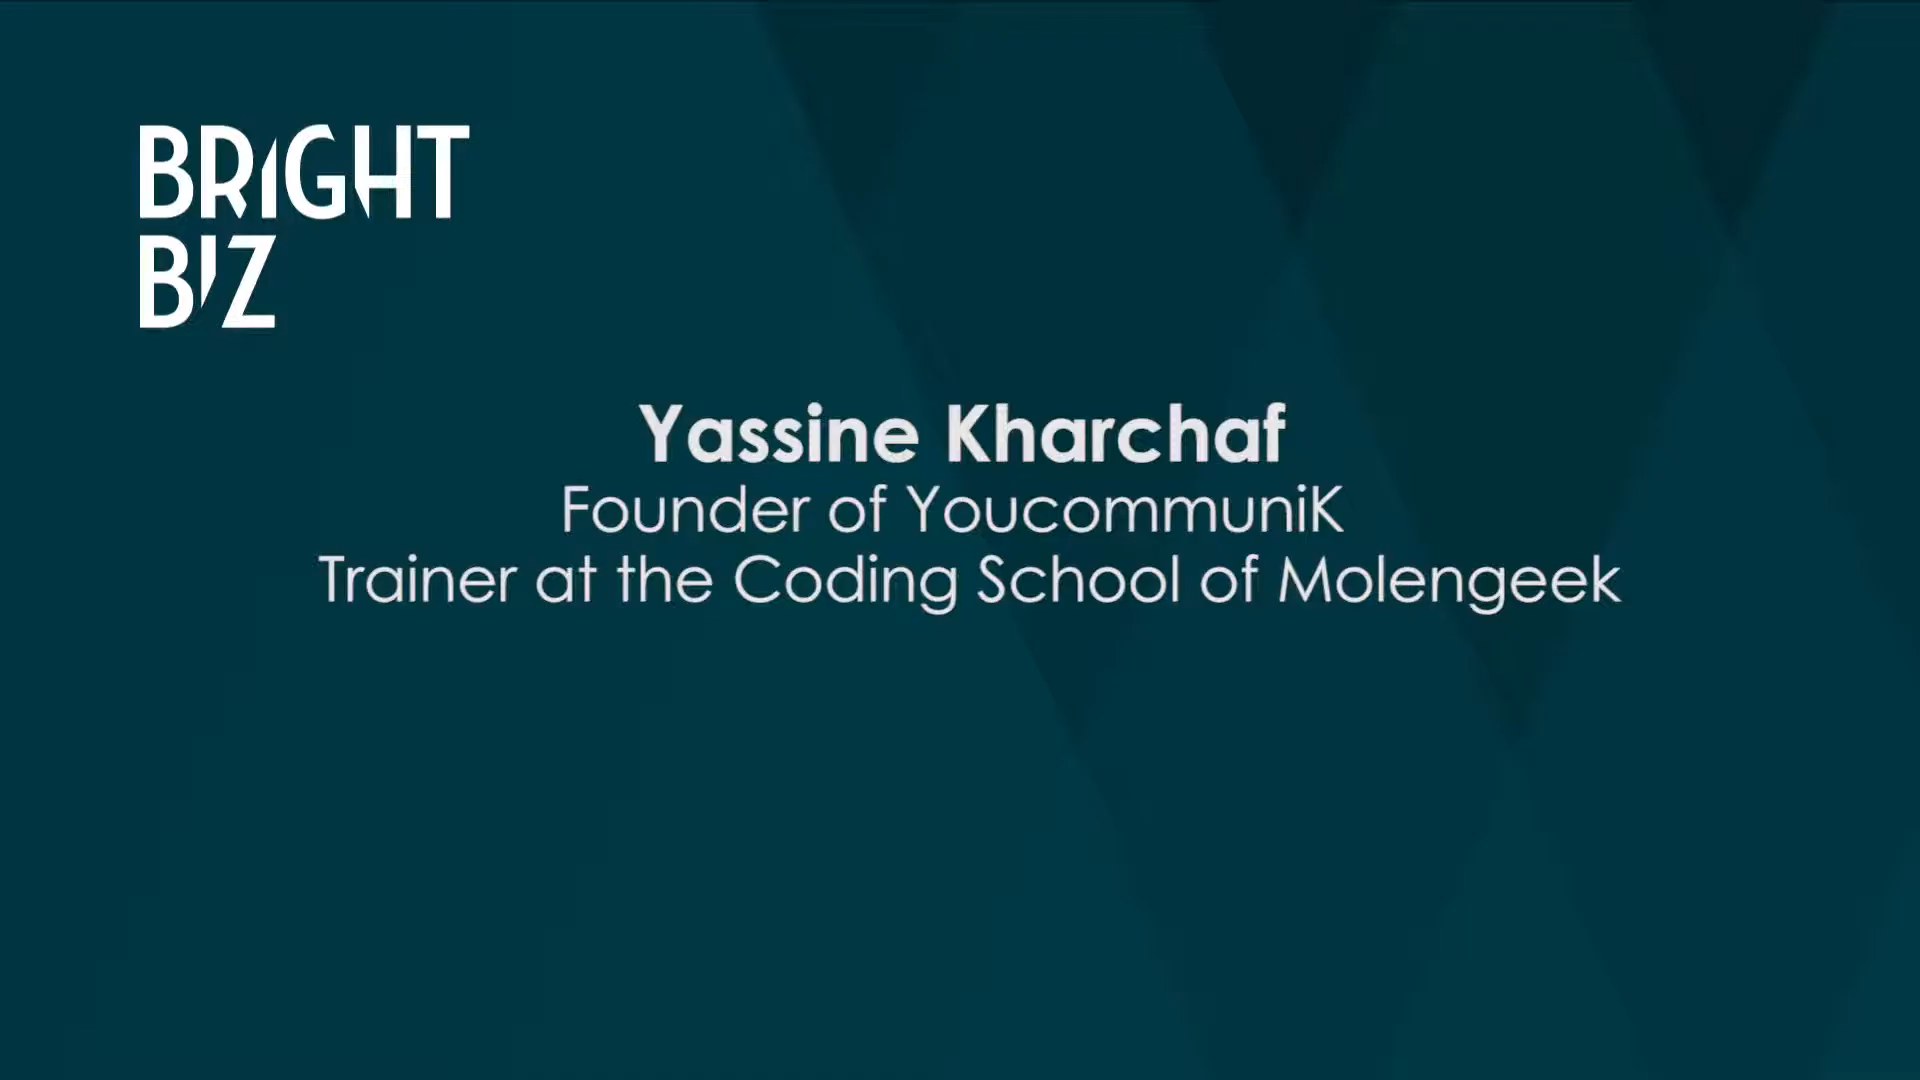 BRIGHT
BIZ
Yassine Kharchaf
Founder of YoucommuniK
Trainer at the Coding School of Molengeek